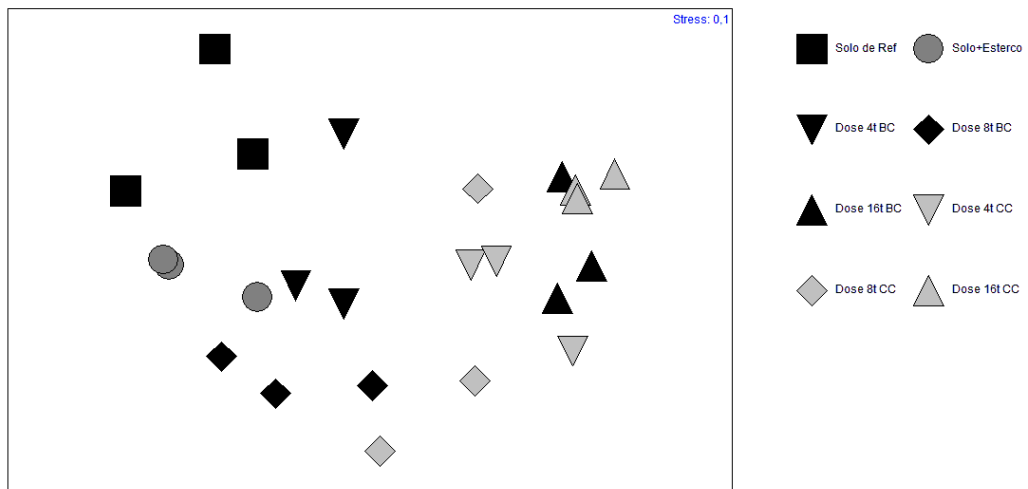 Stress: 0,1
Solo de Ref
Solo+Esterco
Dose 4t BC
Dose 8t BC
Dose 16t BC
Dose 4t CC
Dose 8t CC
Dose 16t CC